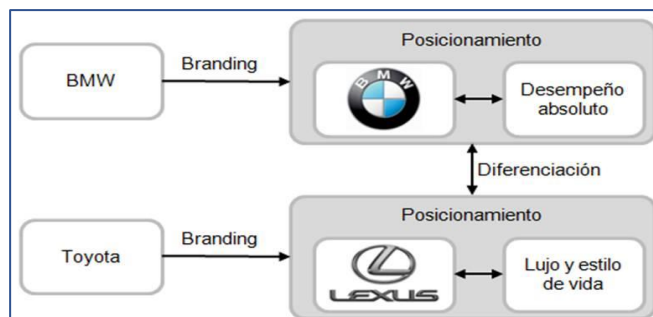 Posicionamiento
Branding
BMW
BMW
Desempeño
absoluto
Diferenciación
Posicionamiento
Branding
Toyota
LEXUS
Lujo y estilo
de vida